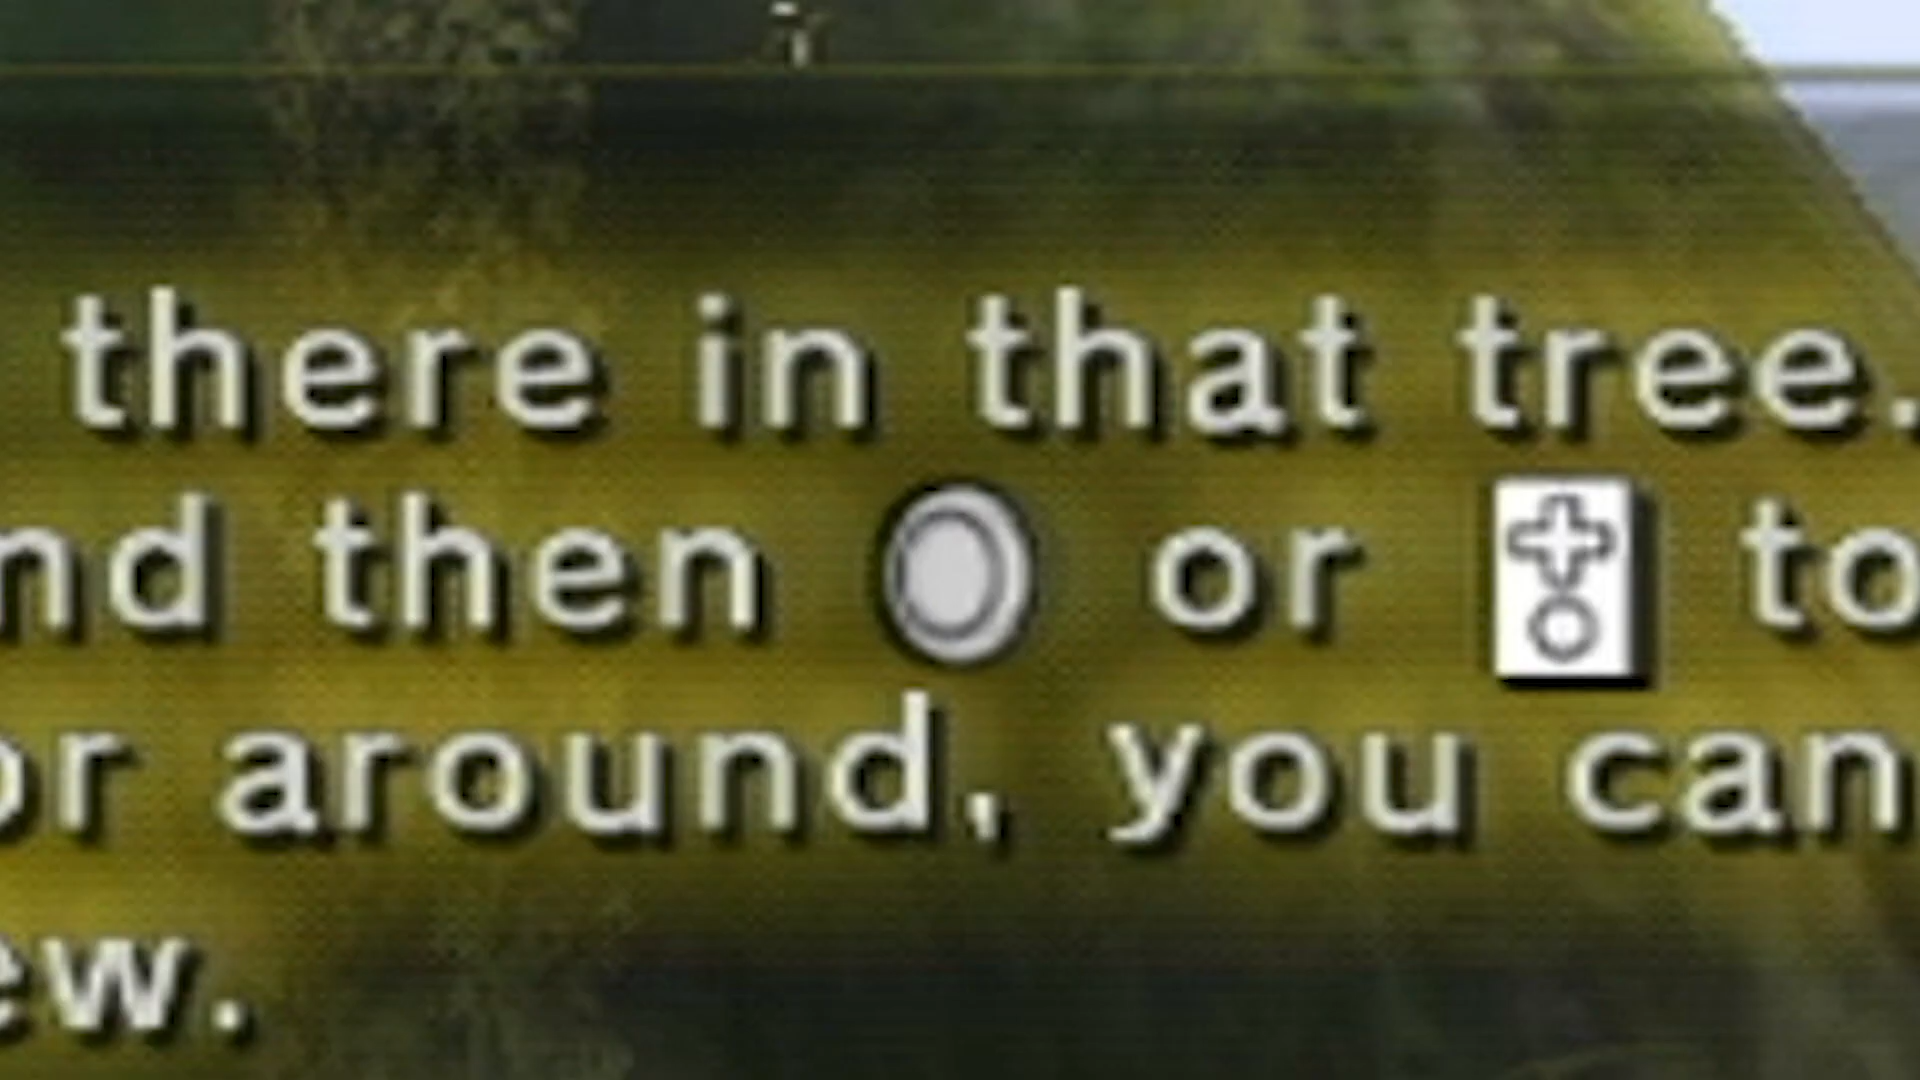 there in that tree.
nd then or to
or around, you can
ew.